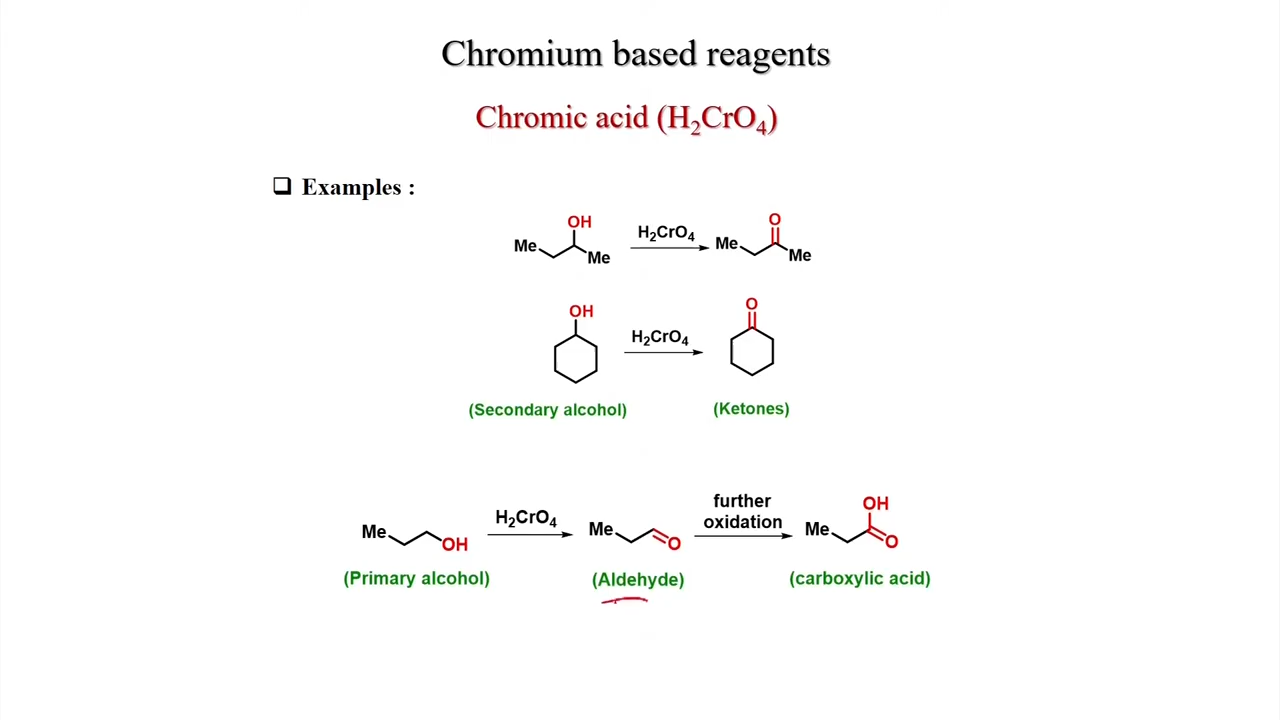 Chromium based reagents
Chromic acid (H₂CrO₄)
❑ Examples :
OH
Me
Me
H₂CrO₄
O
Me
Me
OH
H₂CrO₄
O
(Secondary alcohol)
(Ketones)
Me
OH
H₂CrO₄
Me
O
further
oxidation
OH
Me
O
(Primary alcohol)
(Aldehyde)
(carboxylic acid)